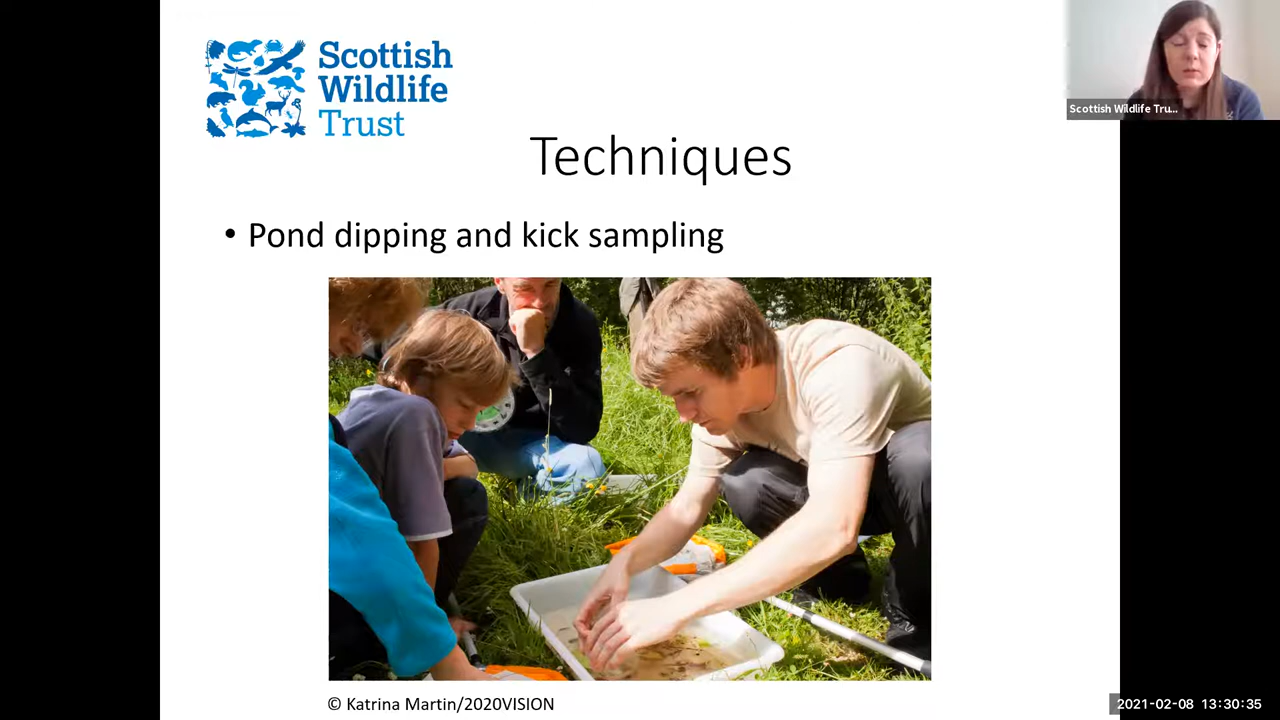 Scottish
Wildlife
Trust
Scottish Wildlife Tru...
Techniques
• Pond dipping and kick sampling
© Katrina Martin/2020VISION
2021-02-08 13:30:35